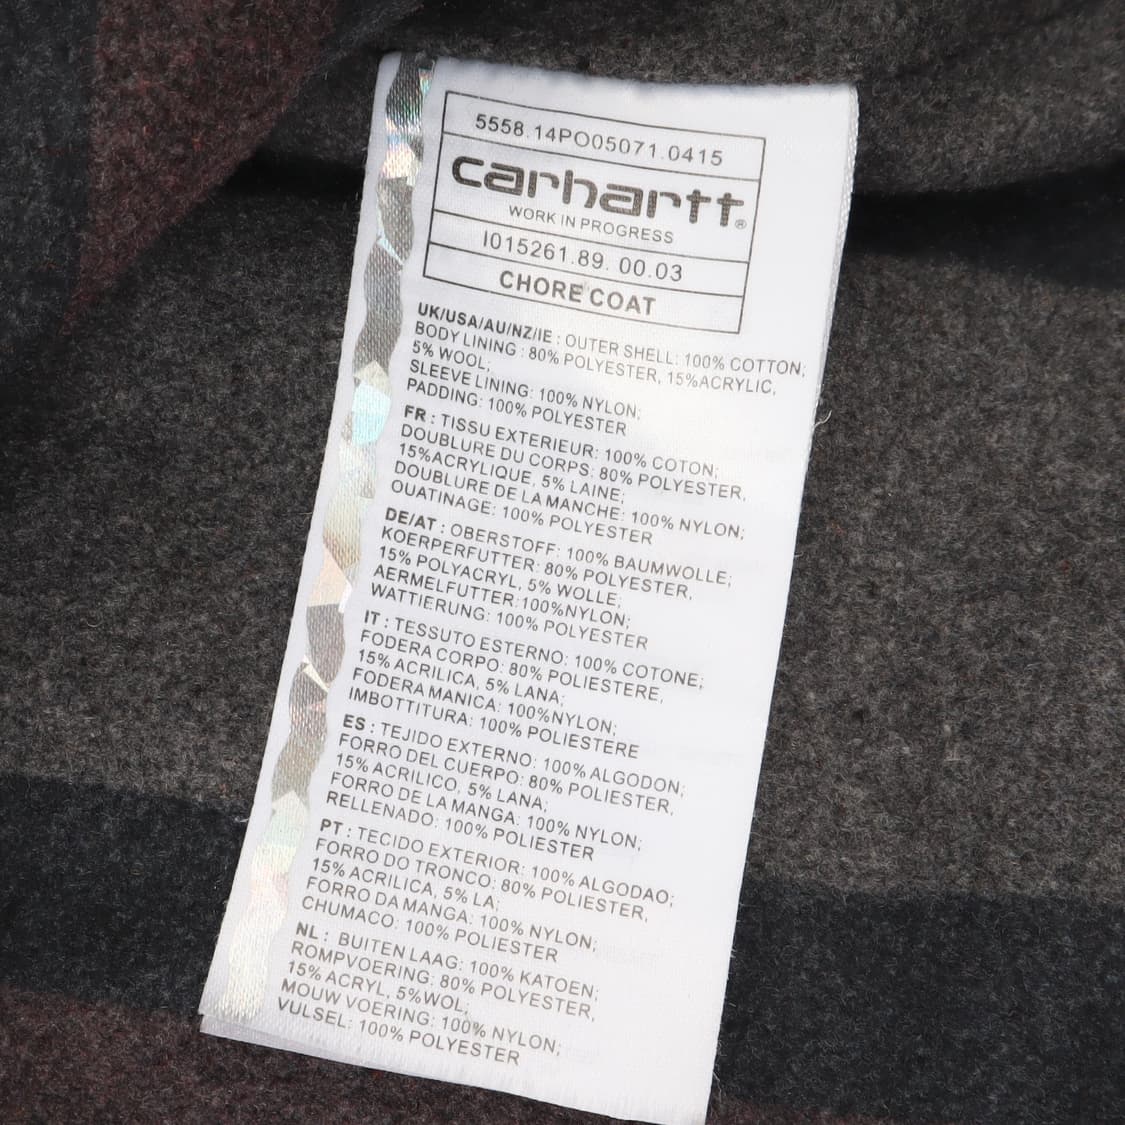 5558.14PO05071.0415
carhartt®
WORK IN PROGRESS
I015261.89. 00.03
CHORE COAT
UK/USA/AU/NZ/IE : OUTER SHELL: 100% COTTON;
BODY LINING : 80% POLYESTER, 15%ACRYLIC,
5% WOOL;
SLEEVE LINING: 100% NYLON;
PADDING: 100% POLYESTER
FR : TISSU EXTERIEUR: 100% COTON;
DOUBLURE DU CORPS: 80% POLYESTER,
15%ACRYLIQUE, 5% LAINE;
DOUBLURE DE LA MANCHE: 100% NYLON;
OUATINAGE: 100% POLYESTER
DE/AT : OBERSTOFF: 100% BAUMWOLLE;
KOERPERFUTTER: 80% POLYESTER,
15% POLYACRYL, 5% WOLLE;
AERMELFUTTER:100%NYLON;
WATTIERUNG: 100% POLYESTER
IT : TESSUTO ESTERNO: 100% COTONE;
FODERA CORPO: 80% POLIESTERE,
15% ACRILICA, 5% LANA;
FODERA MANICA: 100%NYLON;
IMBOTTITURA: 100% POLIESTERE
ES : TEJIDO EXTERNO: 100% ALGODON;
FORRO DEL CUERPO: 80% POLIESTER,
15% ACRILICO, 5% LANA;
FORRO DE LA MANGA: 100% NYLON;
RELLENADO: 100% POLIESTER
PT : TECIDO EXTERIOR: 100% ALGODAO;
FORRO DO TRONCO: 80% POLIESTER,
15% ACRILICA, 5% LA;
FORRO DA MANGA: 100% NYLON;
CHUMACO: 100% POLIESTER
NL : BUITEN LAAG: 100% KATOEN;
ROMPVOERING: 80% POLYESTER,
15% ACRYL, 5%WOL,
MOUW VOERING: 100% NYLON;
VULSEL: 100% POLYESTER